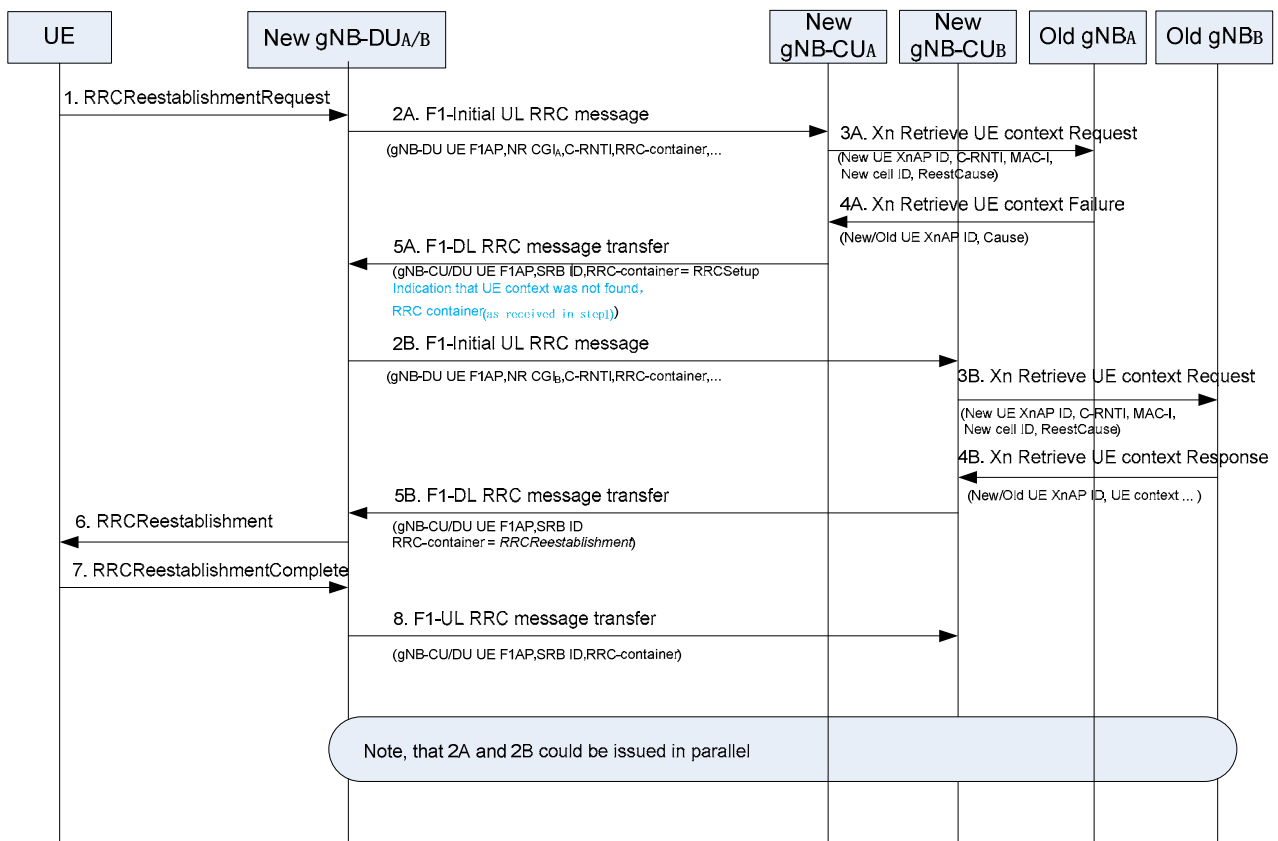 UE
New gNB-DUA/B
New
gNB-CUA
New
gNB-CUB
Old gNBA
Old gNBB
1. RRCReestablishmentRequest
2A. F1-Initial UL RRC message
(gNB-DU UE F1AP,NR CGIA,C-RNTI,RRC-container,...
3A. Xn Retrieve UE context Request
(New UE XnAP ID, C-RNTI, MAC-I,
New cell ID, ReestCause)
4A. Xn Retrieve UE context Failure
(New/Old UE XnAP ID, Cause)
5A. F1-DL RRC message transfer
(gNB-CU/DU UE F1AP,SRB ID,RRC-container = RRCSetup
Indication that UE context was not found,
RRC container(as received in step1))
2B. F1-Initial UL RRC message
(gNB-DU UE F1AP,NR CGIB,C-RNTI,RRC-container,...
3B. Xn Retrieve UE context Request
(New UE XnAP ID, C-RNTI, MAC-I,
New cell ID, ReestCause)
4B. Xn Retrieve UE context Response
(New/Old UE XnAP ID, UE context ... )
5B. F1-DL RRC message transfer
(gNB-CU/DU UE F1AP,SRB ID
RRC-container = RRCReestablishment)
6. RRCReestablishment
7. RRCReestablishmentComplete
8. F1-UL RRC message transfer
(gNB-CU/DU UE F1AP,SRB ID,RRC-container)
Note, that 2A and 2B could be issued in parallel